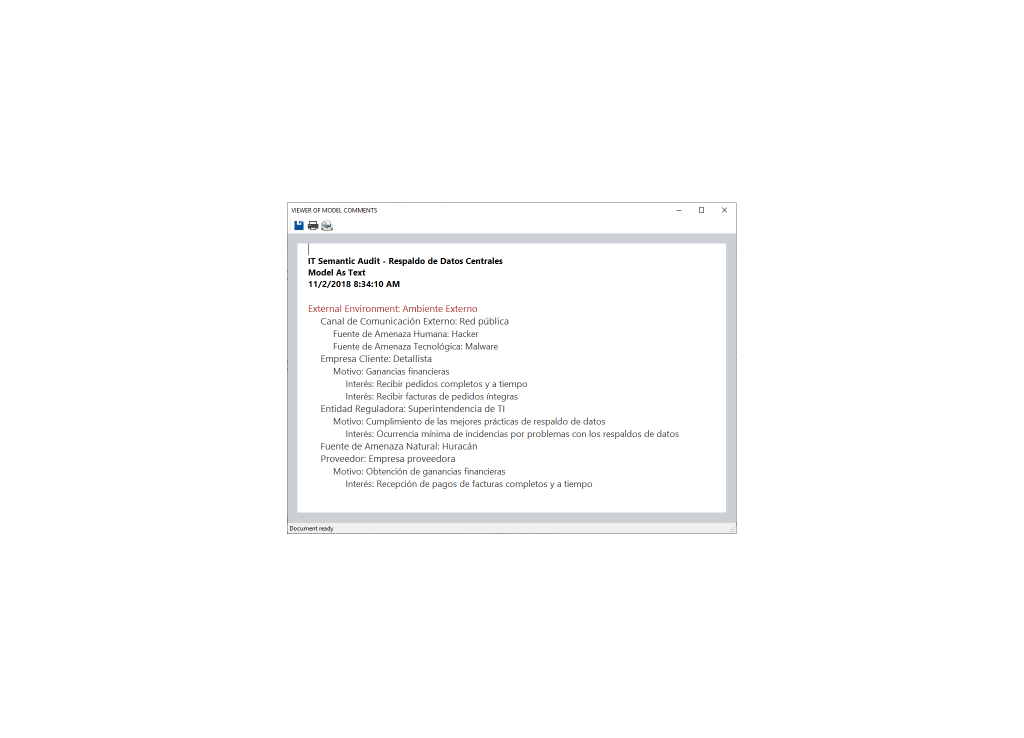 VIEWER OF MODEL COMMENTS
IT Semantic Audit - Respaldo de Datos Centrales
Model As Text
11/2/2018 8:34:10 AM
External Environment: Ambiente Externo
Canal de Comunicación Externo: Red pública
Fuente de Amenaza Humana: Hacker
Fuente de Amenaza Tecnológica: Malware
Empresa Cliente: Detallista
Motivo: Ganancias financieras
Interés: Recibir pedidos completos y a tiempo
Interés: Recibir facturas de pedidos íntegras
Entidad Reguladora: Superintendencia de TI
Motivo: Cumplimiento de las mejores prácticas de respaldo de datos
Interés: Ocurrencia mínima de incidencias por problemas con los respaldos de datos
Fuente de Amenaza Natural: Huracán
Proveedor: Empresa proveedora
Motivo: Obtención de ganancias financieras
Interés: Recepción de pagos de facturas completos y a tiempo
Document ready